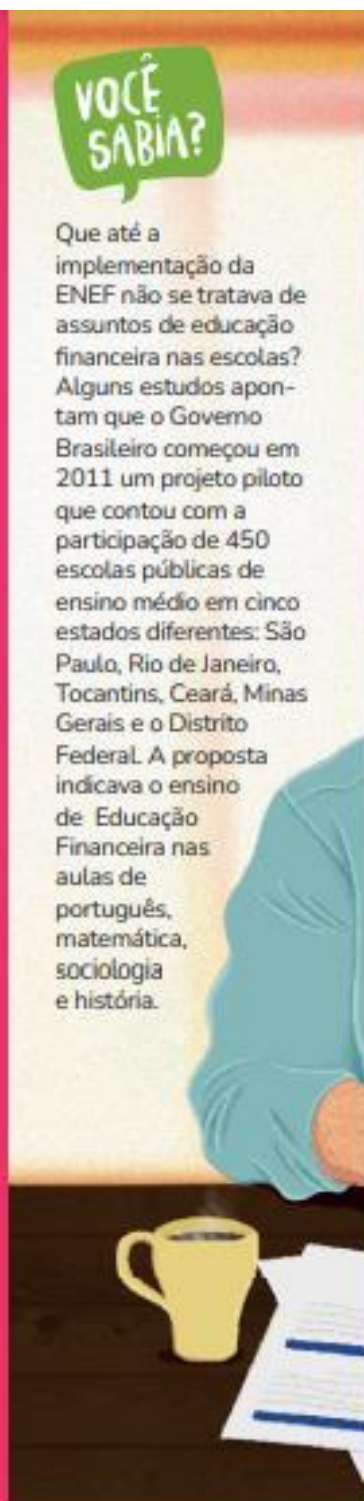 VOCÊ
SABIA?
Que até a
implementação da
ENEF não se tratava de
assuntos de educação
financeira nas escolas?
Alguns estudos apon-
tam que o Governo
Brasileiro começou em
2011 um projeto piloto
que contou com a
participação de 450
escolas públicas de
ensino médio em cinco
estados diferentes: São
Paulo, Rio de Janeiro,
Tocantins, Ceará, Minas
Gerais e o Distrito
Federal. A proposta
indicava o ensino
de Educação
Financeira nas
aulas de
português,
matemática,
sociologia
e história.